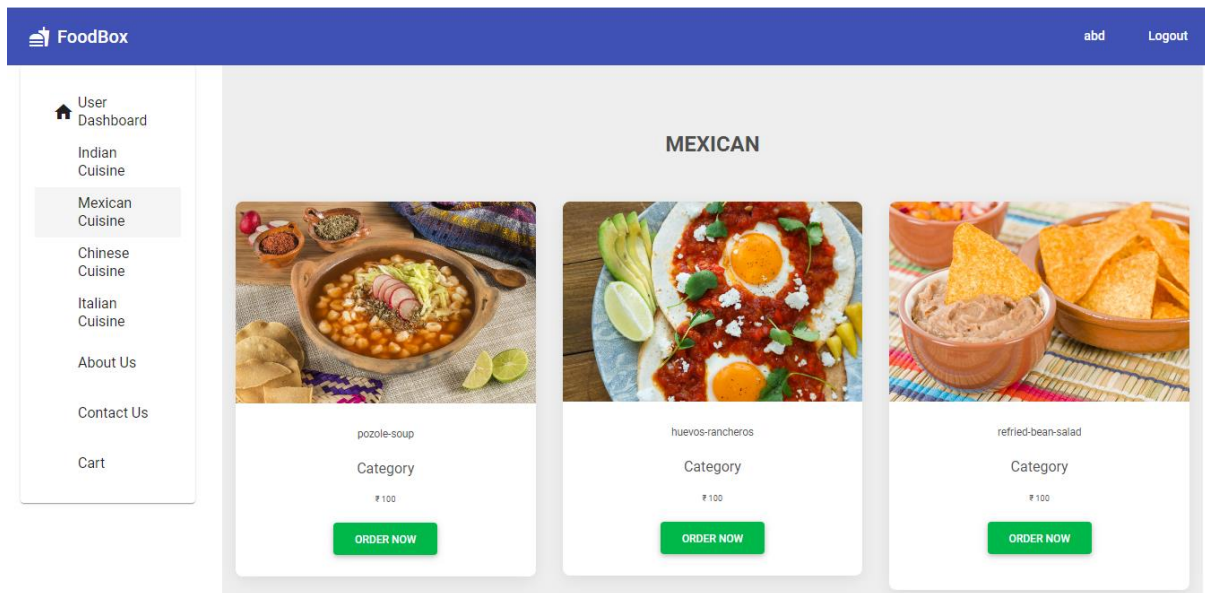 FoodBox
abd
Logout
User
Dashboard
Indian
Cuisine
Mexican
Cuisine
Chinese
Cuisine
Italian
Cuisine
About Us
Contact Us
Cart
MEXICAN
pozole-soup
Category
₹ 100
ORDER NOW
huevos-rancheros
Category
₹ 100
ORDER NOW
refried-bean-salad
Category
₹ 100
ORDER NOW